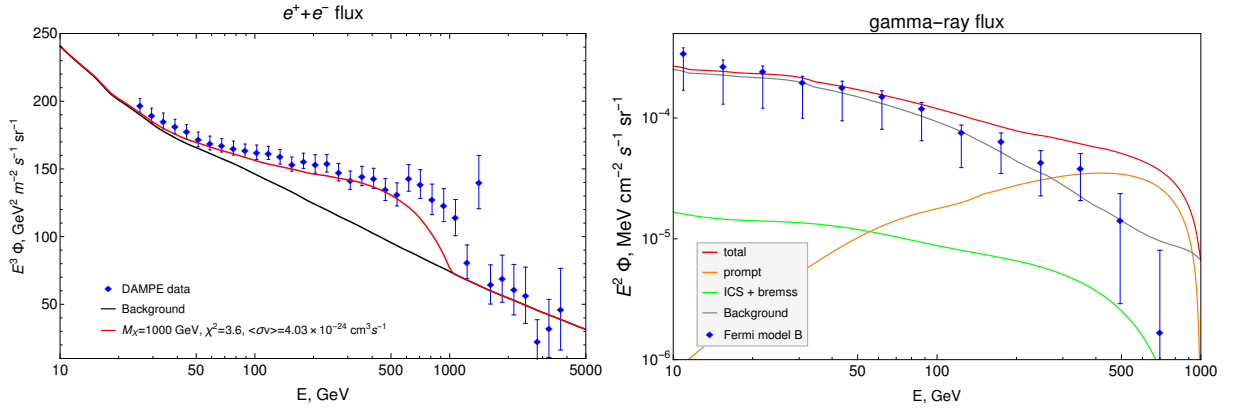 e⁺+e⁻ flux
250
200
150
100
50
10
50
100
500
1000
5000
E³ Φ, GeV² m⁻² s⁻¹ sr⁻¹
E, GeV
DAMPE data
Background
Mχ=1000 GeV, χ²=3.6, <σv>=4.03 × 10⁻²⁴ cm³s⁻¹
gamma−ray flux
10⁻⁴
10⁻⁵
10⁻⁶
10
50
100
500
1000
E² Φ, MeV cm⁻² s⁻¹ sr⁻¹
E, GeV
total
prompt
ICS + bremss
Background
Fermi model B